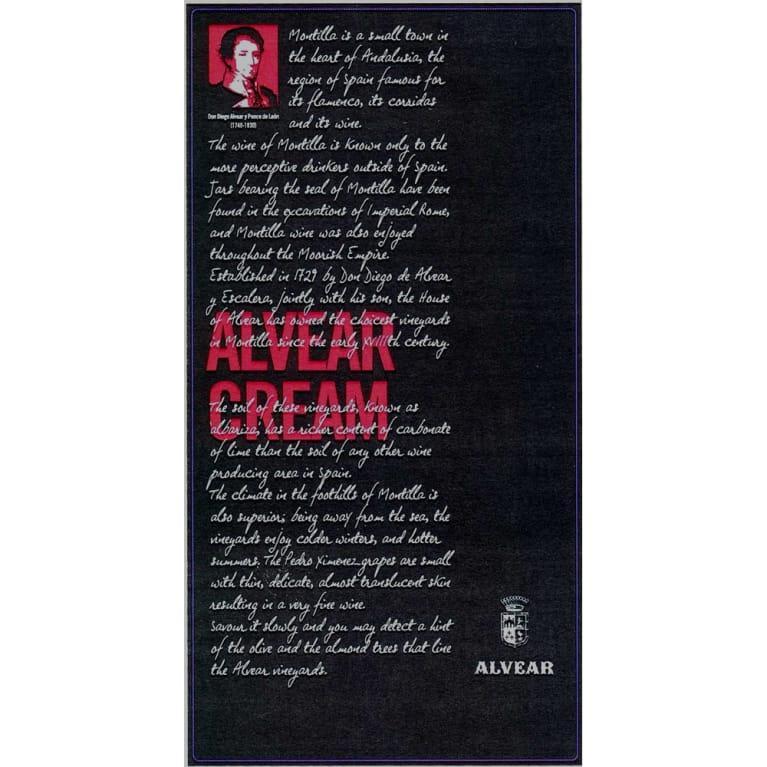 Don Diego Alvear y Ponce de León
(1749-1830)
Montilla is a small town in
the heart of Andalusia, the
region of Spain famous for
its flamenco, its corridas
and its wine.
The wine of Montilla is known only to the
more perceptive drinkers outside of Spain.
Jars bearing the seal of Montilla have been
found in the excavations of Imperial Rome,
and Montilla wine was also enjoyed
throughout the Moorish Empire.
Established in 1729 by Don Diego de Alvear
y Escalera, jointly with his son, the House
of Alvear has owned the choicest vineyards
in Montilla since the early XVIIIth century.
ALVEAR
CREAM
The soil of these vineyards, known as
albariza, has a richer content of carbonate
of lime than the soil of any other wine
producing area in Spain.
The climate in the foothills of Montilla is
also superior; being away from the sea, the
vineyards enjoy colder winters, and hotter
summers. The Pedro Ximenez grapes are small
with thin, delicate, almost translucent skin
resulting in a very fine wine.
Savour it slowly and you may detect a hint
of the olive and the almond trees that line
the Alvear vineyards.
ALVEAR